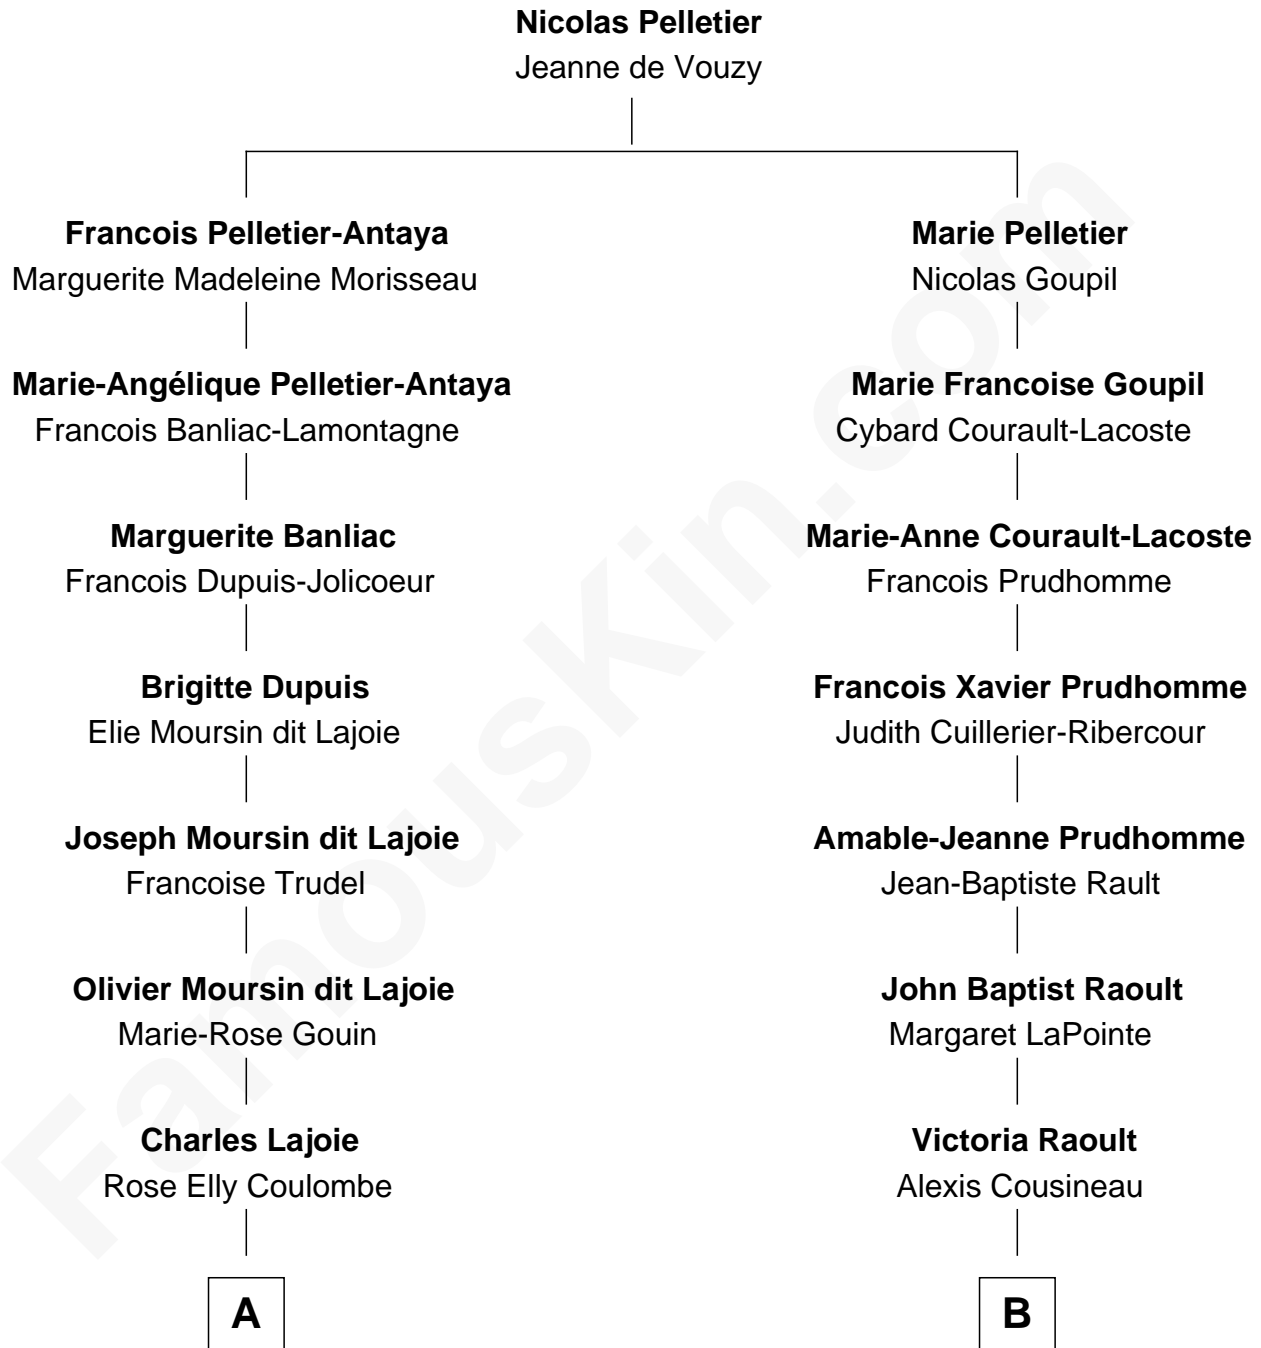 Nicolas Pelletier
Jeanne de Vouzy
Francois Pelletier-Antaya
Marguerite Madeleine Morisseau
Marie Pelletier
Nicolas Goupil
Marie-Angélique Pelletier-Antaya
Francois Banliac-Lamontagne
Marie Francoise Goupil
Cybard Courault-Lacoste
Marguerite Banliac
Francois Dupuis-Jolicoeur
Marie-Anne Courault-Lacoste
Francois Prudhomme
Brigitte Dupuis
Elie Moursin dit Lajoie
Francois Xavier Prudhomme
Judith Cuillerier-Ribercour
Joseph Moursin dit Lajoie
Francoise Trudel
Amable-Jeanne Prudhomme
Jean-Baptiste Rault
Olivier Moursin dit Lajoie
Marie-Rose Gouin
John Baptist Raoult
Margaret LaPointe
Charles Lajoie
Rose Elly Coulombe
Victoria Raoult
Alexis Cousineau
A
B
FamousKin.com